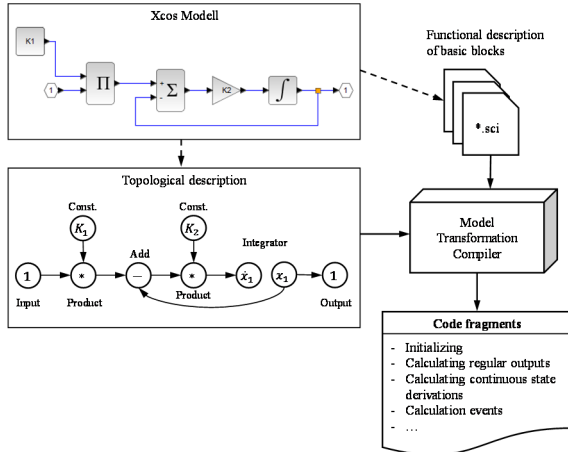 Xcos Modell
K1
1
Π
+
-
Σ
K2
∫
1
Functional description
of basic blocks
*.sci
Topological description
Const.
K₁
Const.
K₂
Add
Integrator
1
*
−
*
ẋ₁
x₁
1
Input
Product
Product
Output
Model
Transformation
Compiler
Code fragments
- Initializing
- Calculating regular outputs
- Calculating continuous state
derivations
- Calculation events
- ...